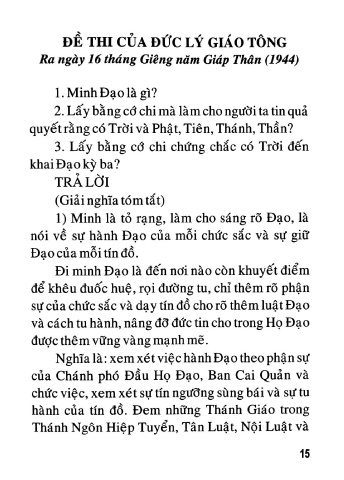 ĐỀ THI CỦA ĐỨC LÝ GIÁO TÔNG
Ra ngày 16 tháng Giêng năm Giáp Thân (1944)
1. Minh Đạo là gì?
2. Lấy bằng cớ chi mà làm cho người ta tin quả
quyết rằng có Trời và Phật, Tiên, Thánh, Thần?
3. Lấy bằng cớ chi chứng chắc có Trời đến
khai Đạo kỳ ba?
TRẢ LỜI
(Giải nghĩa tóm tắt)
1) Minh là tỏ rạng, làm cho sáng rõ Đạo, là
nói về sự hành Đạo của mỗi chức sắc và sự giữ
Đạo của mỗi tín đồ.
Đi minh Đạo là đến nơi nào còn khuyết điểm
để khêu đuốc huệ, rọi đường tu, chỉ thêm rõ phận
sự của chức sắc và dạy tín đồ cho rõ thêm luật Đạo
và cách tu hành, nâng đỡ đức tin cho trong Họ Đạo
được thêm vững vàng mạnh mẽ.
Nghĩa là: xem xét việc hành Đạo theo phận sự
của Chánh phó Đầu Họ Đạo, Ban Cai Quản và
chức việc, xem xét sự tín ngưỡng sùng bái và sự tu
hành của tín đồ. Đem những Thánh Giáo trong
Thánh Ngôn Hiệp Tuyển, Tân Luật, Nội Luật và
15